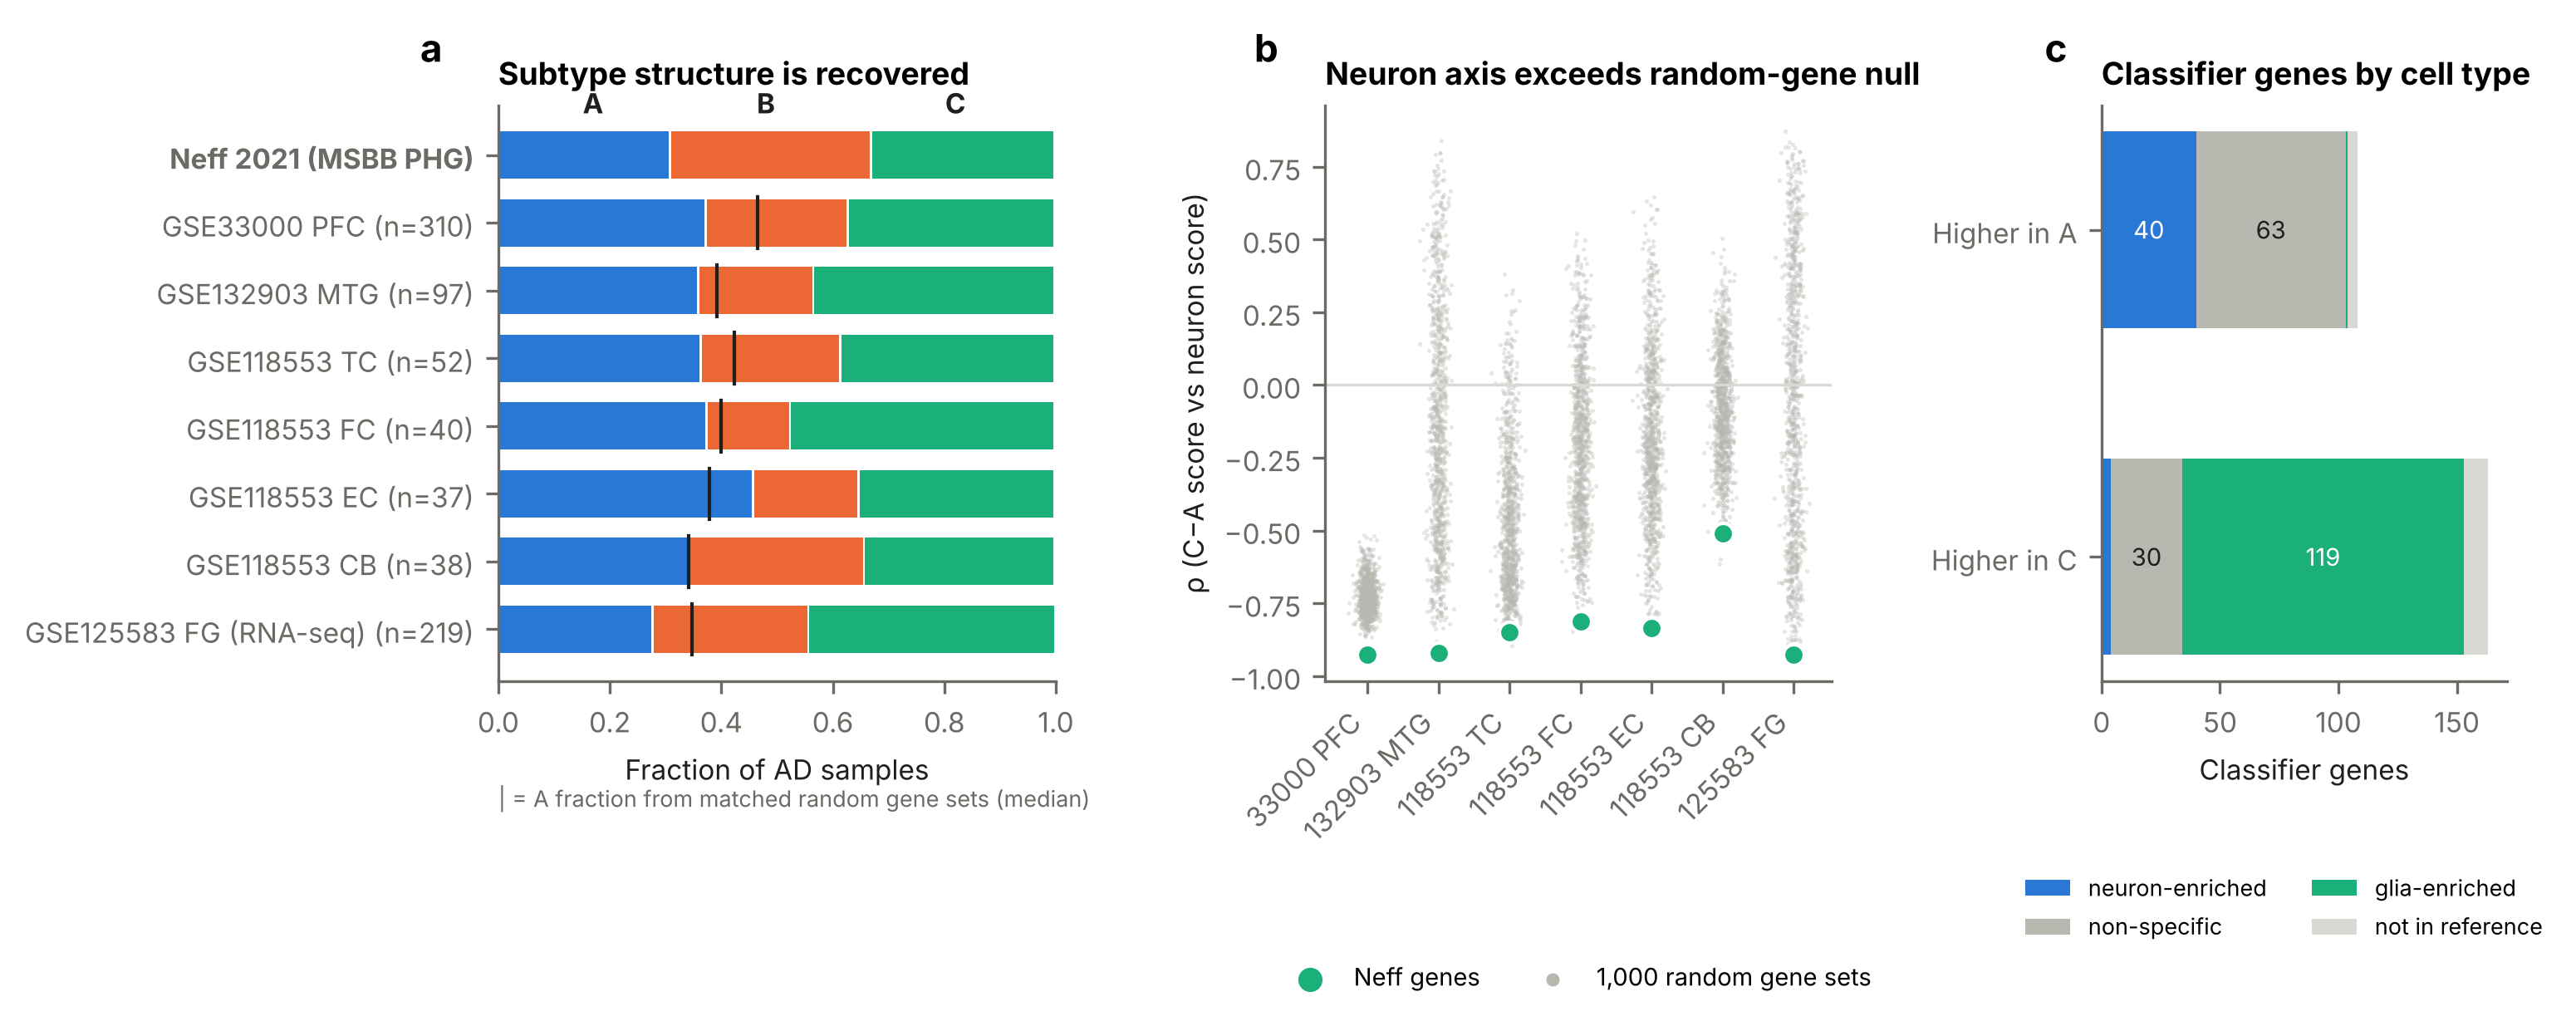 a
Subtype structure is recovered
A B C
Neff 2021 (MSBB PHG)
GSE33000 PFC (n=310)
GSE132903 MTG (n=97)
GSE118553 TC (n=52)
GSE118553 FC (n=40)
GSE118553 EC (n=37)
GSE118553 CB (n=38)
GSE125583 FG (RNA-seq) (n=219)
0.0 0.2 0.4 0.6 0.8 1.0
Fraction of AD samples
| = A fraction from matched random gene sets (median)
b
Neuron axis exceeds random-gene null
ρ (C−A score vs neuron score)
0.75
0.50
0.25
0.00
−0.25
−0.50
−0.75
−1.00
33000 PFC
132903 MTG
118553 TC
118553 FC
118553 EC
118553 CB
125583 FG
Neff genes
1,000 random gene sets
c
Classifier genes by cell type
Higher in A
40 63
Higher in C
30 119
0 50 100 150
Classifier genes
neuron-enriched
glia-enriched
non-specific
not in reference